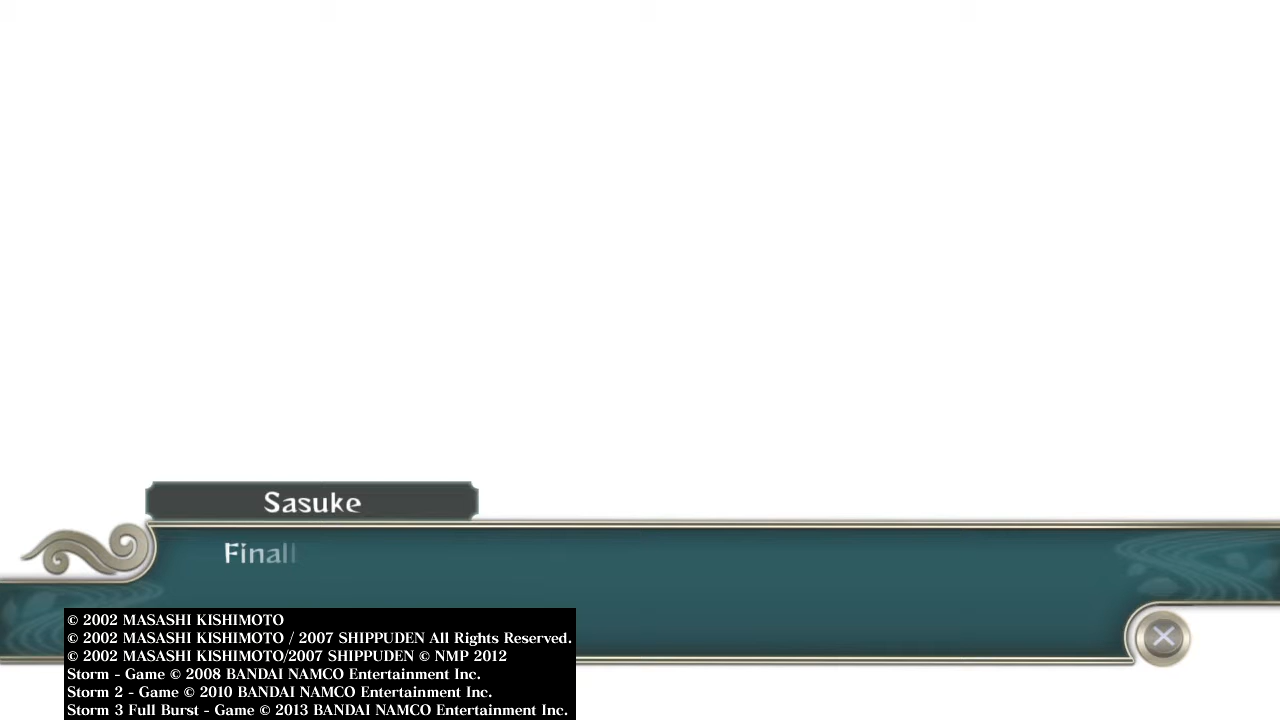 Sasuke
Finall
© 2002 MASASHI KISHIMOTO
© 2002 MASASHI KISHIMOTO / 2007 SHIPPUDEN All Rights Reserved.
© 2002 MASASHI KISHIMOTO/2007 SHIPPUDEN © NMP 2012
Storm - Game © 2008 BANDAI NAMCO Entertainment Inc.
Storm 2 - Game © 2010 BANDAI NAMCO Entertainment Inc.
Storm 3 Full Burst - Game © 2013 BANDAI NAMCO Entertainment Inc.